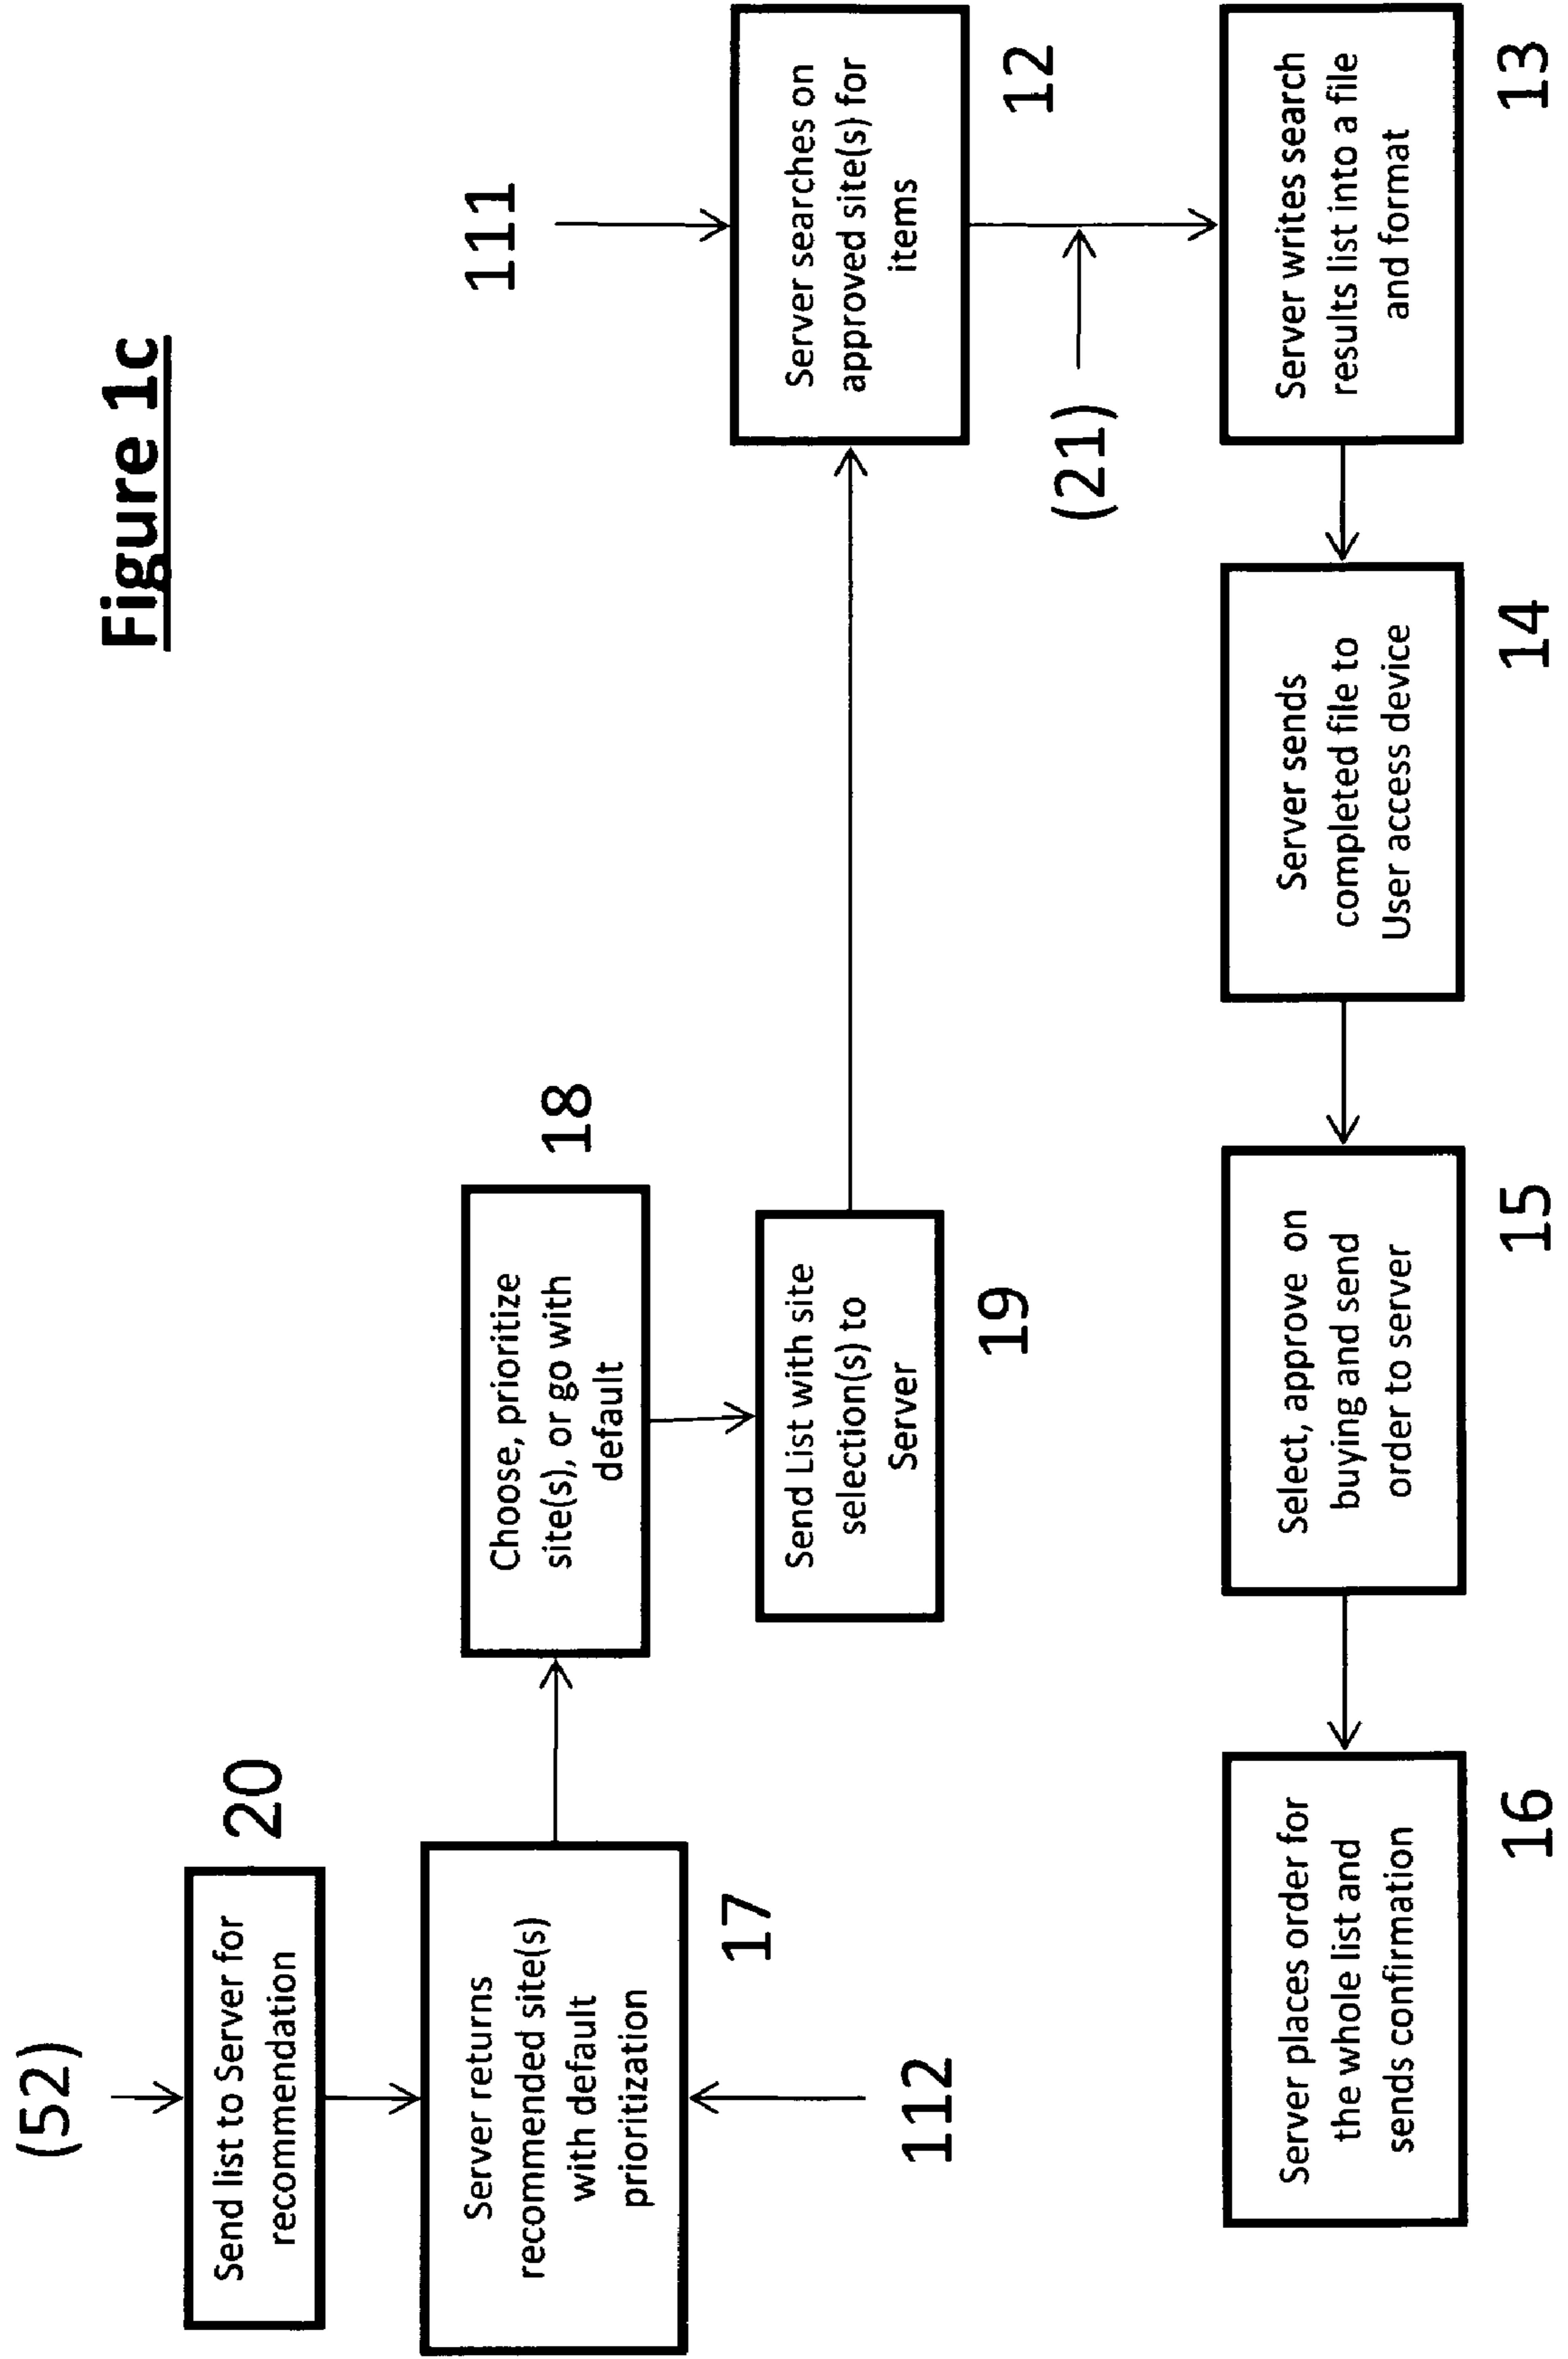 Figure 1c
(52)
Send list to Server for
recommendation
20
Server returns
recommended site(s)
with default
prioritization
17
112
Choose, prioritize
site(s), or go with
default
18
Send List with site
selection(s) to
Server
19
111
Server searches on
approved site(s) for
items
12
(21)
Server writes search
results list into a file
and format
13
Server sends
completed file to
User access device
14
Select, approve on
buying and send
order to server
15
Server places order for
the whole list and
sends confirmation
16